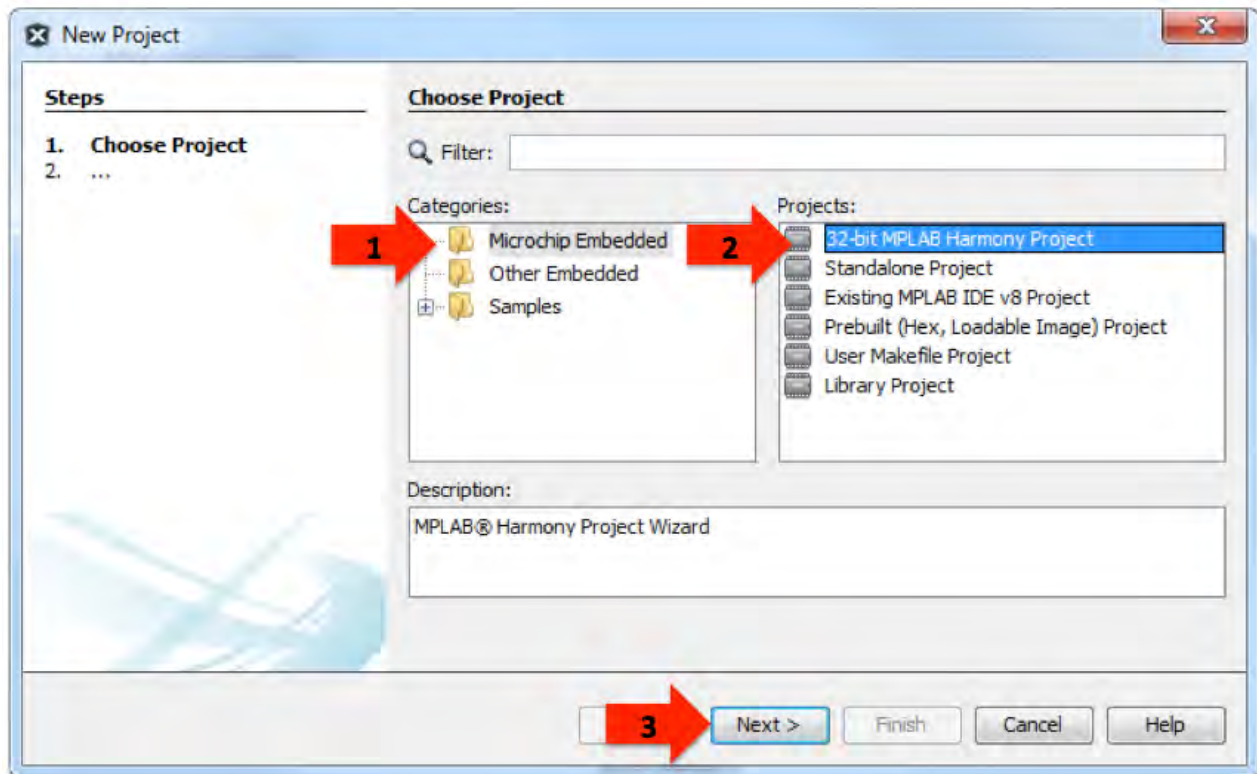 New Project
X
Steps
1. Choose Project
2. ...
Choose Project
Filter:
Categories:
Microchip Embedded
Other Embedded
Samples
Projects:
32-bit MPLAB Harmony Project
Standalone Project
Existing MPLAB IDE v8 Project
Prebuilt (Hex, Loadable Image) Project
User Makefile Project
Library Project
1
2
Description:
MPLAB® Harmony Project Wizard
3
Next >
Finish
Cancel
Help